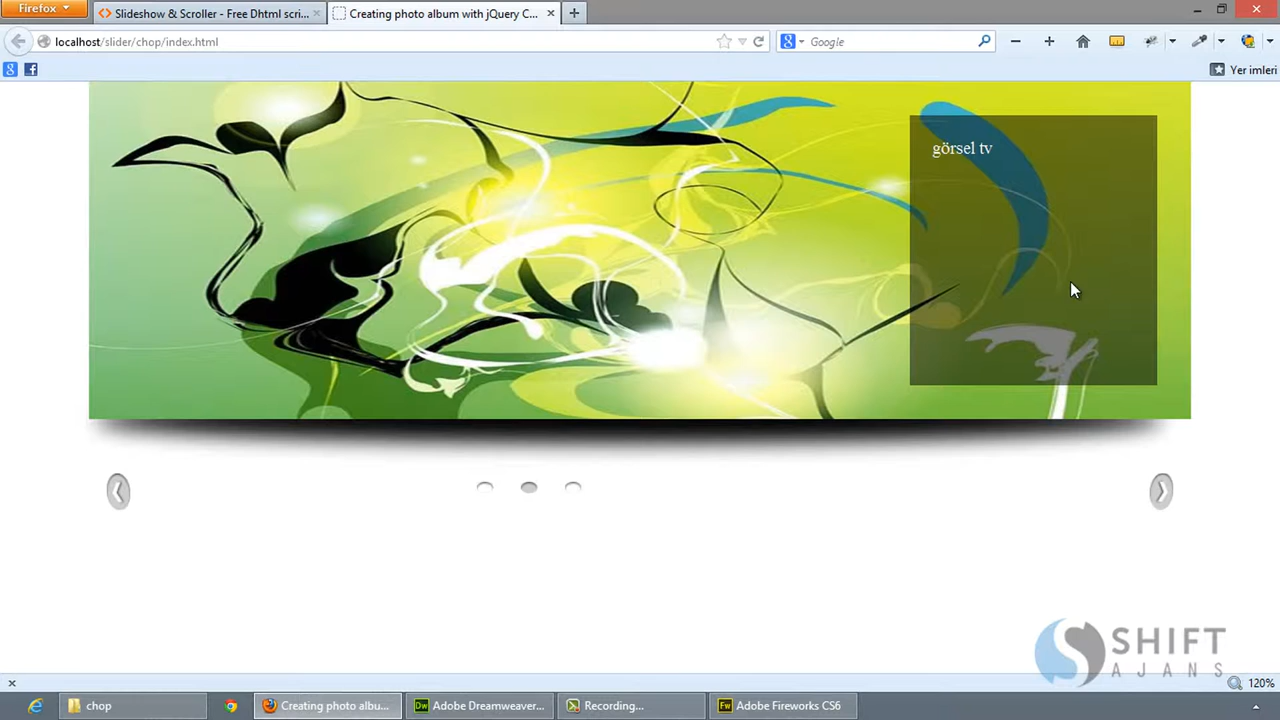 Firefox
Slideshow & Scroller - Free Dhtml scri...
Creating photo album with jQuery C...
localhost/slider/chop/index.html
Google
Yer imleri
görsel tv
SHIFT
AJANS
120%
chop
Creating photo albu...
Adobe Dreamweaver...
Recording...
Adobe Fireworks CS6